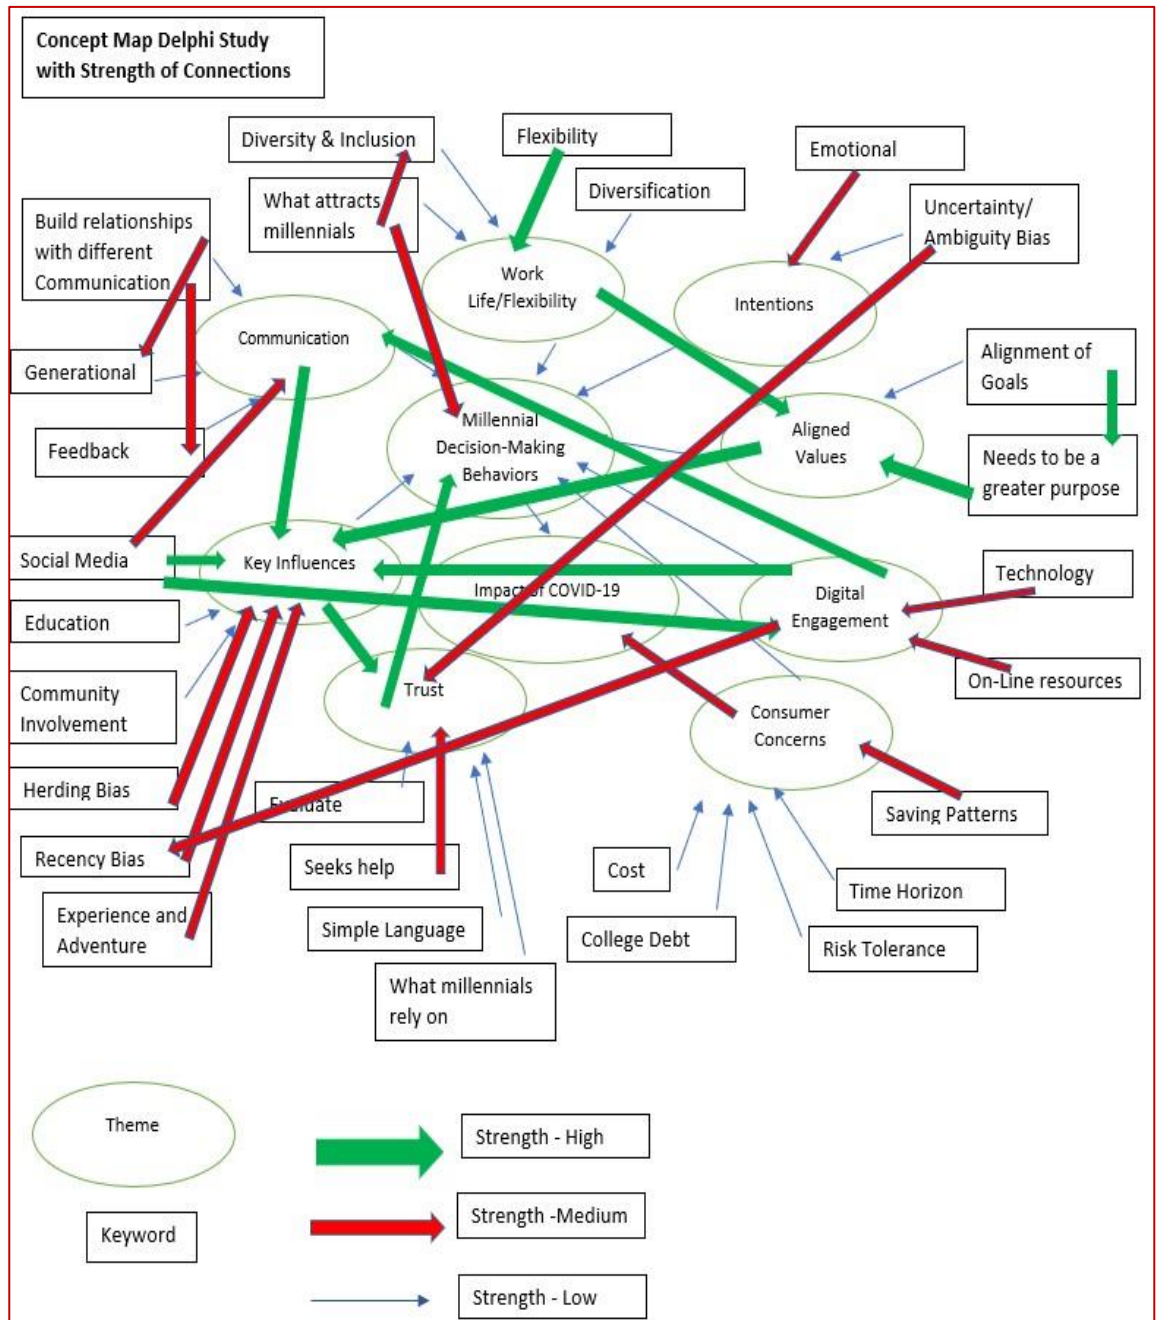 Concept Map Delphi Study
with Strength of Connections
Diversity & Inclusion
Flexibility
Emotional
What attracts
millennials
Diversification
Uncertainty/
Ambiguity Bias
Build relationships
with different
Communication
Work
Life/Flexibility
Intentions
Communication
Generational
Alignment of
Goals
Millennial
Decision-Making
Behaviors
Aligned
Values
Feedback
Needs to be a
greater purpose
Social Media
Key Influences
Impact of COVID-19
Digital
Engagement
Technology
Education
On-Line resources
Community
Involvement
Trust
Consumer
Concerns
Herding Bias
Evaluate
Saving Patterns
Recency Bias
Seeks help
Cost
Time Horizon
Experience and
Adventure
Simple Language
College Debt
Risk Tolerance
What millennials
rely on
Theme
Strength - High
Keyword
Strength -Medium
Strength - Low